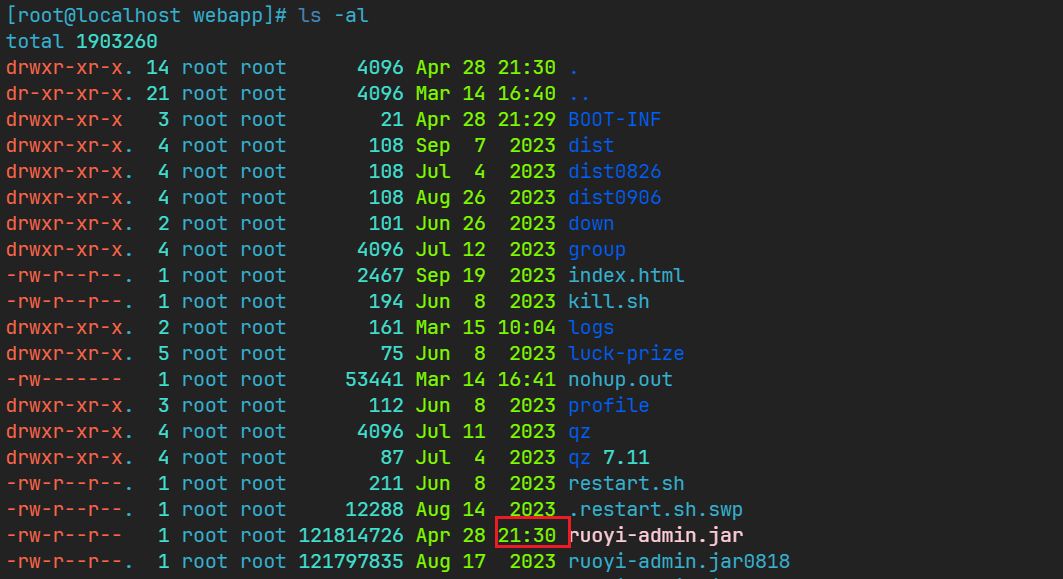 [root@localhost webapp]# ls -al
total 1903260
drwxr-xr-x. 14 root root      4096 Apr 28 21:30 .
dr-xr-xr-x. 21 root root      4096 Mar 14 16:40 ..
drwxr-xr-x   3 root root        21 Apr 28 21:29 BOOT-INF
drwxr-xr-x.  4 root root       108 Sep  7  2023 dist
drwxr-xr-x.  4 root root       108 Jul  4  2023 dist0826
drwxr-xr-x.  4 root root       108 Aug 26  2023 dist0906
drwxr-xr-x.  2 root root       101 Jun 26  2023 down
drwxr-xr-x.  4 root root      4096 Jul 12  2023 group
-rw-r--r--.  1 root root      2467 Sep 19  2023 index.html
-rw-r--r--.  1 root root       194 Jun  8  2023 kill.sh
drwxr-xr-x.  2 root root       161 Mar 15 10:04 logs
drwxr-xr-x.  5 root root        75 Jun  8  2023 luck-prize
-rw-------   1 root root     53441 Mar 14 16:41 nohup.out
drwxr-xr-x.  3 root root       112 Jun  8  2023 profile
drwxr-xr-x.  4 root root      4096 Jul 11  2023 qz
drwxr-xr-x.  4 root root        87 Jul  4  2023 qz 7.11
-rw-r--r--.  1 root root       211 Jun  8  2023 restart.sh
-rw-r--r--.  1 root root     12288 Aug 14  2023 .restart.sh.swp
-rw-r--r--   1 root root 121814726 Apr 28 21:30 ruoyi-admin.jar
-rw-r--r--.  1 root root 121797835 Aug 17  2023 ruoyi-admin.jar0818